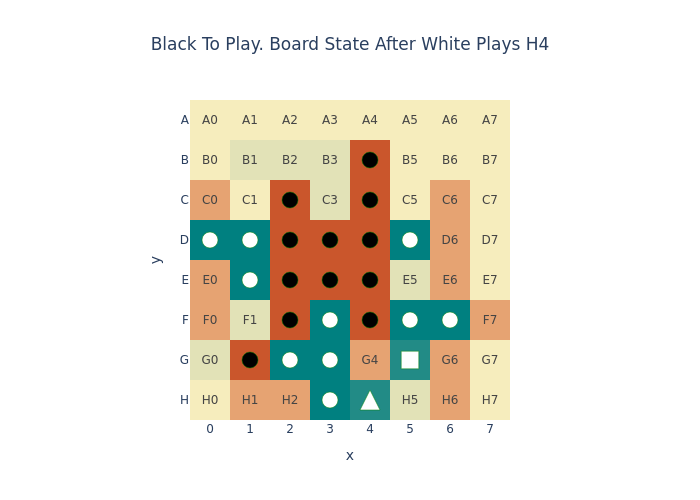 Black To Play. Board State After White Plays H4
A A0 A1 A2 A3 A4 A5 A6 A7
B B0 B1 B2 B3 B5 B6 B7
C C0 C1 C3 C5 C6 C7
D D6 D7
y
E E0 E5 E6 E7
F F0 F1 F7
G G0 G4 G6 G7
H H0 H1 H2 H5 H6 H7
0 1 2 3 4 5 6 7
x